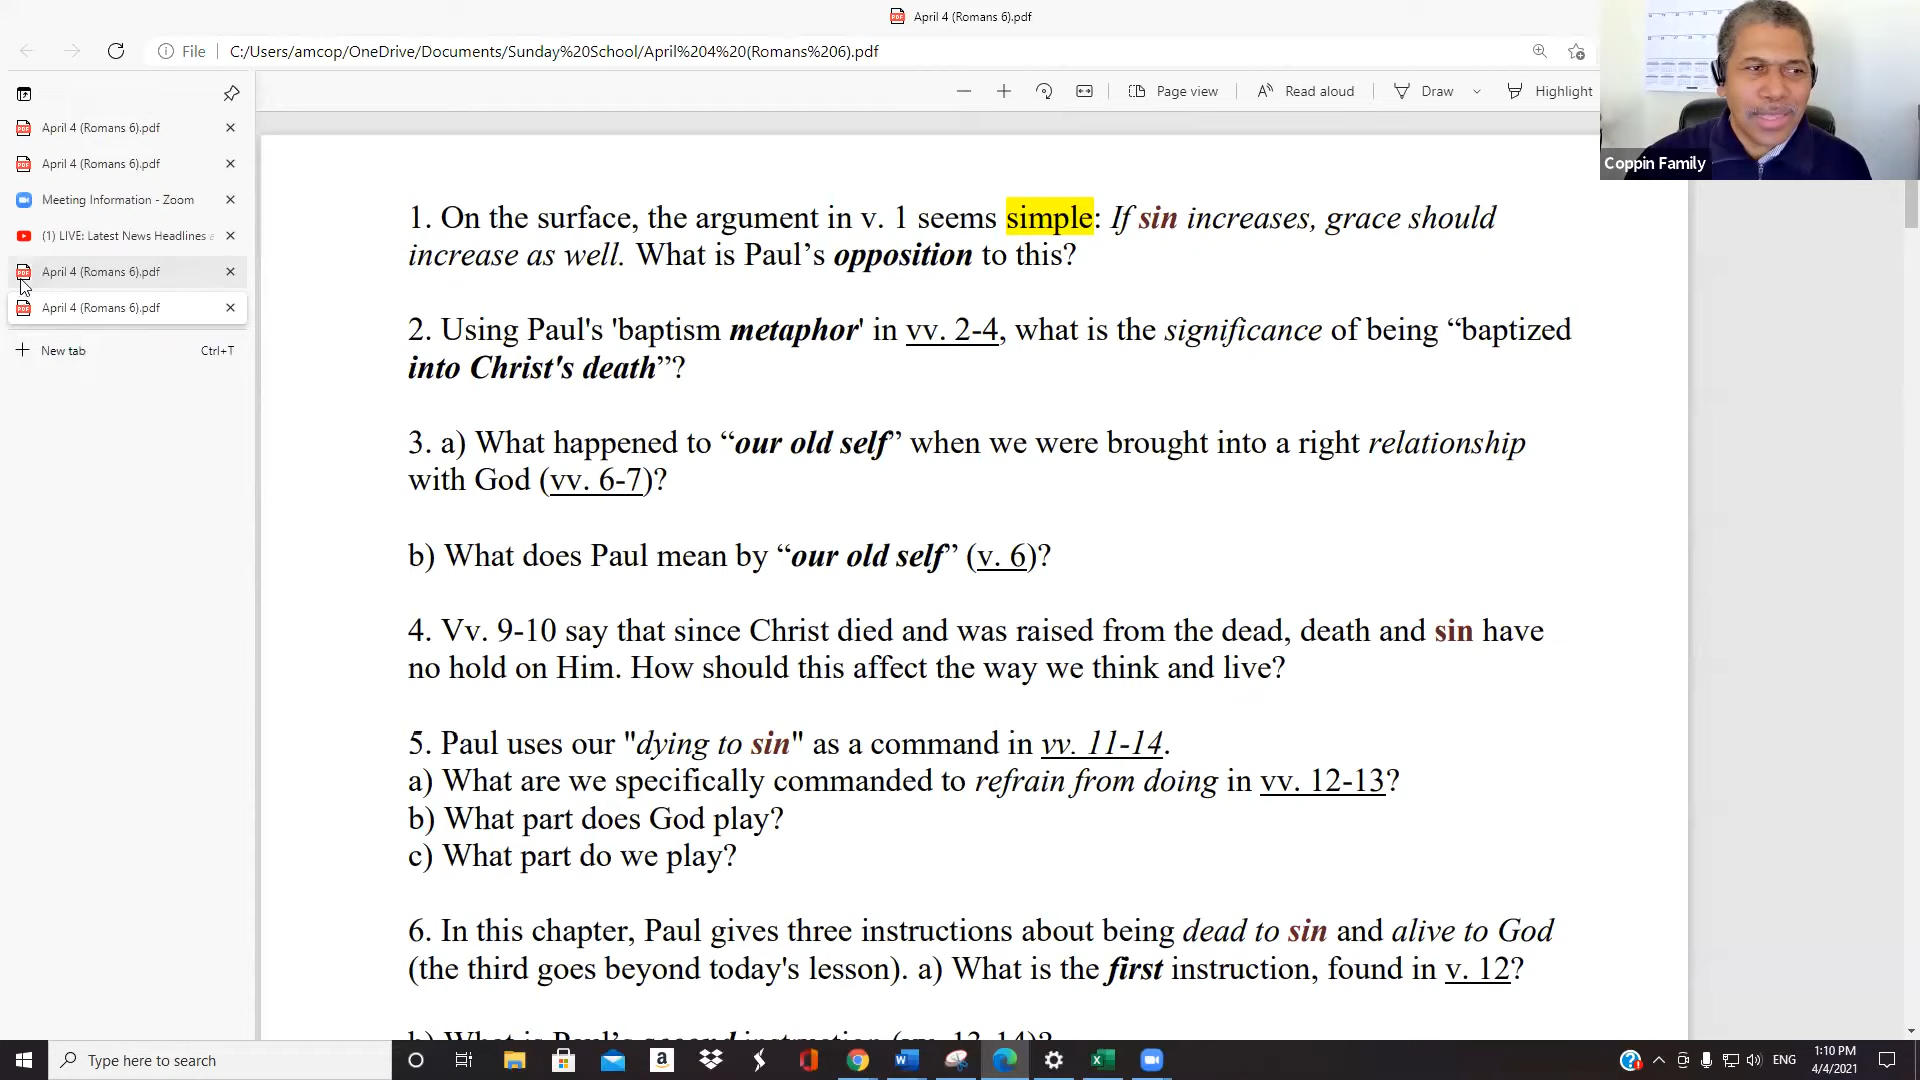 April 4 (Romans 6).pdf
File
C:/Users/amcop/OneDrive/Documents/Sunday%20School/April%204%20(Romans%206).pdf
April 4 (Romans 6).pdf
April 4 (Romans 6).pdf
Meeting Information - Zoom
(1) LIVE: Latest News Headlines
April 4 (Romans 6).pdf
April 4 (Romans 6).pdf
New tab Ctrl+T
Page view Read aloud Draw Highlight
Coppin Family
1. On the surface, the argument in v. 1 seems simple: If sin increases, grace should
increase as well. What is Paul’s opposition to this?
2. Using Paul's 'baptism metaphor' in vv. 2-4, what is the significance of being “baptized
into Christ's death”?
3. a) What happened to “our old self” when we were brought into a right relationship
with God (vv. 6-7)?
b) What does Paul mean by “our old self” (v. 6)?
4. Vv. 9-10 say that since Christ died and was raised from the dead, death and sin have
no hold on Him. How should this affect the way we think and live?
5. Paul uses our "dying to sin" as a command in vv. 11-14.
a) What are we specifically commanded to refrain from doing in vv. 12-13?
b) What part does God play?
c) What part do we play?
6. In this chapter, Paul gives three instructions about being dead to sin and alive to God
(the third goes beyond today's lesson). a) What is the first instruction, found in v. 12?
b) What is Paul’s second instruction (vv. 13-14)?
Type here to search
ENG
1:10 PM
4/4/2021